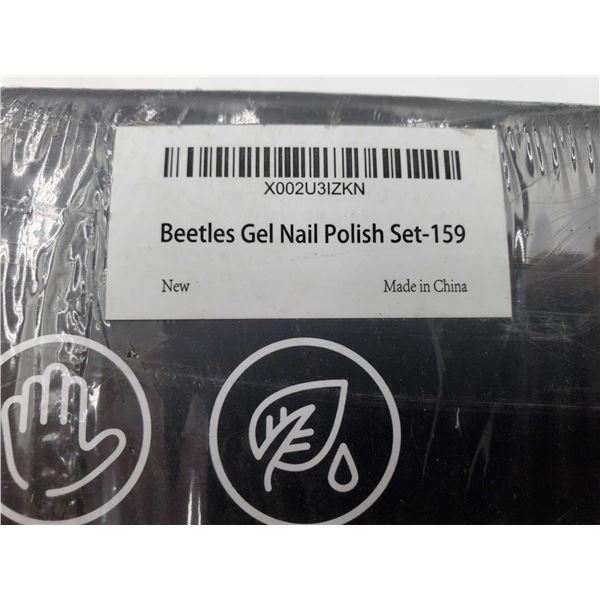 X002U3IZKN
Beetles Gel Nail Polish Set-159
New Made in China